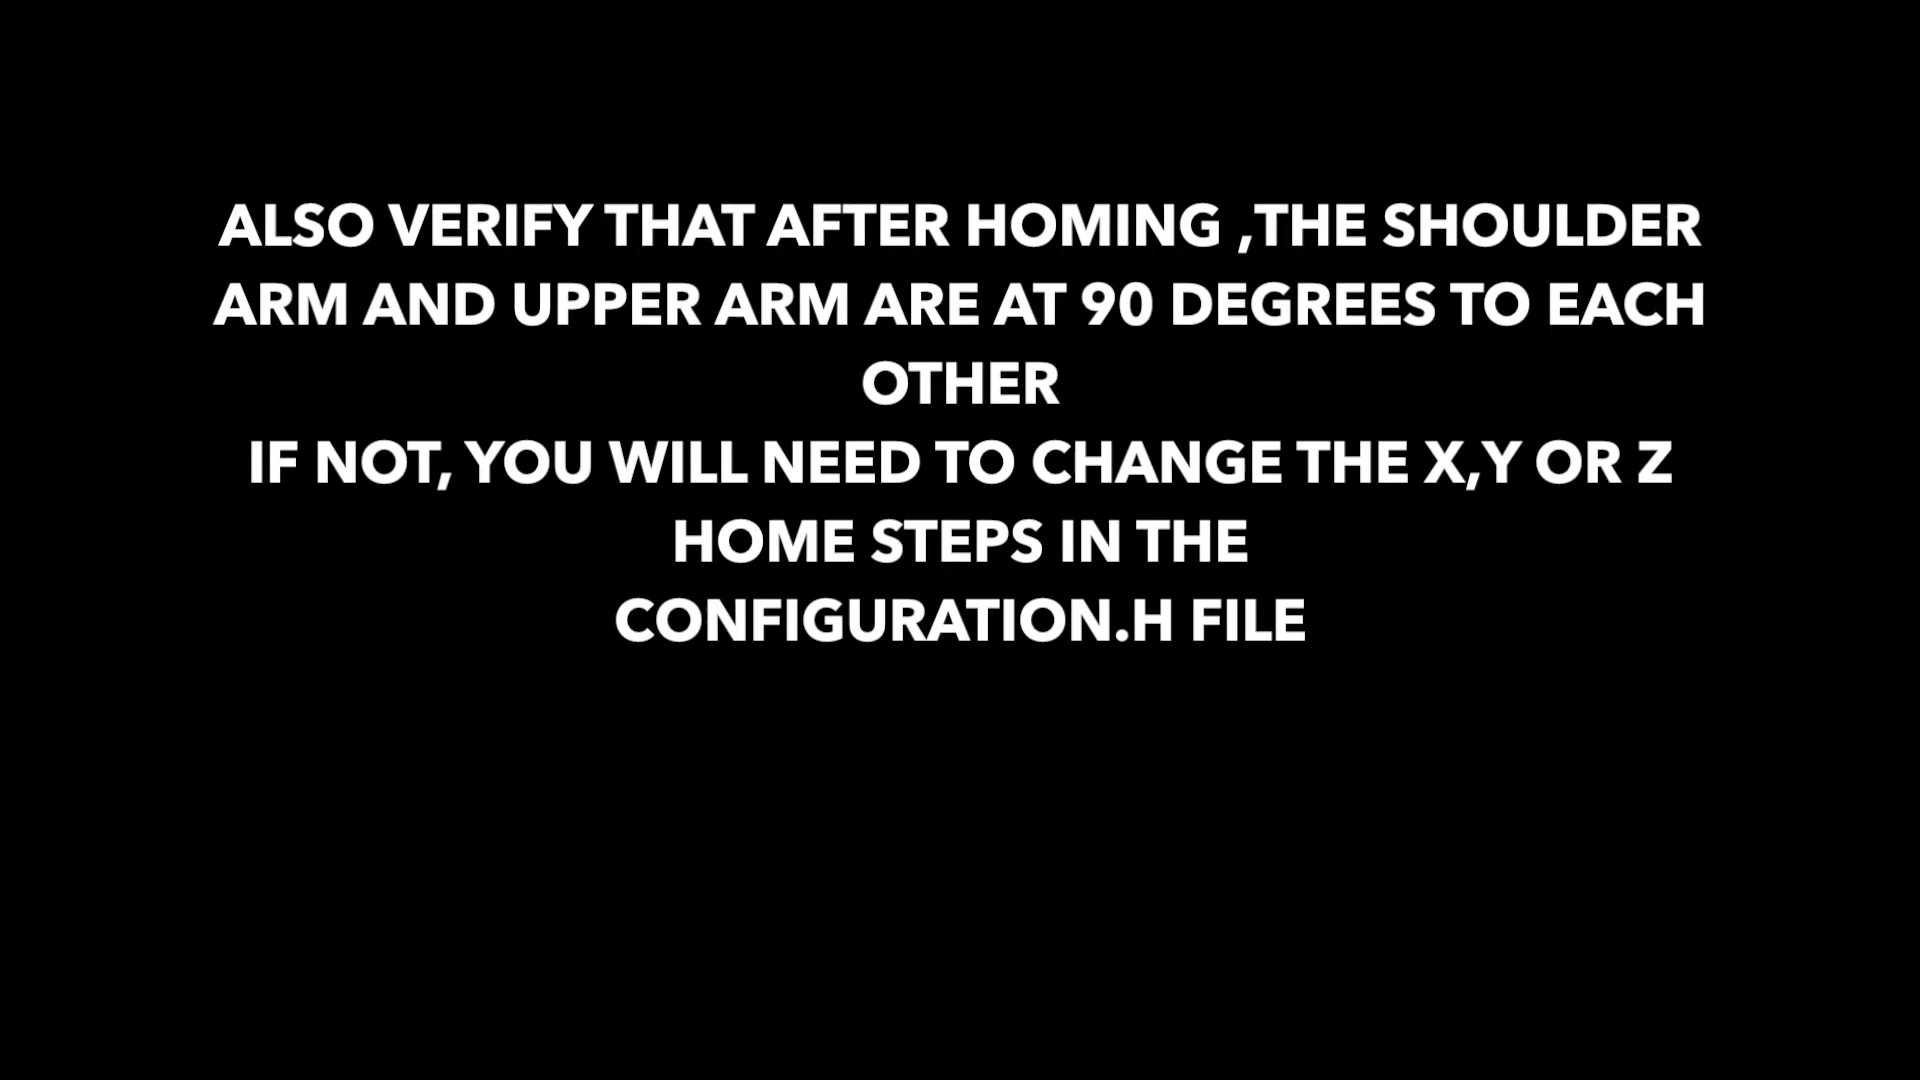 ALSO VERIFY THAT AFTER HOMING ,THE SHOULDER
ARM AND UPPER ARM ARE AT 90 DEGREES TO EACH
OTHER
IF NOT, YOU WILL NEED TO CHANGE THE X,Y OR Z
HOME STEPS IN THE
CONFIGURATION.H FILE